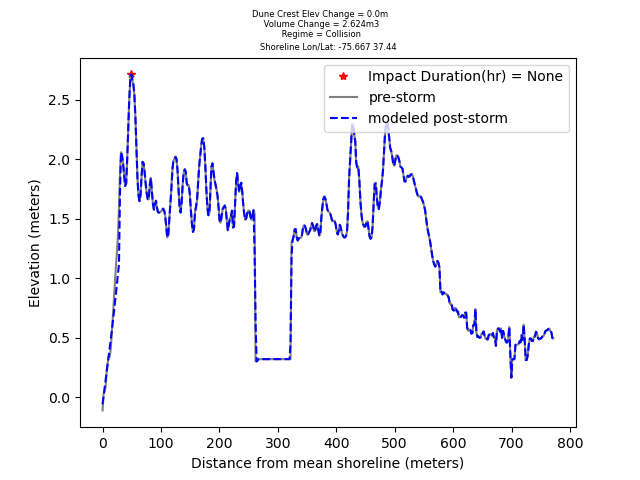 Dune Crest Elev Change = 0.0m
Volume Change = 2.624m3
Regime = Collision
Shoreline Lon/Lat: -75.667 37.44
Impact Duration(hr) = None
pre-storm
modeled post-storm
Elevation (meters)
2.5
2.0
1.5
1.0
0.5
0.0
0 100 200 300 400 500 600 700 800
Distance from mean shoreline (meters)